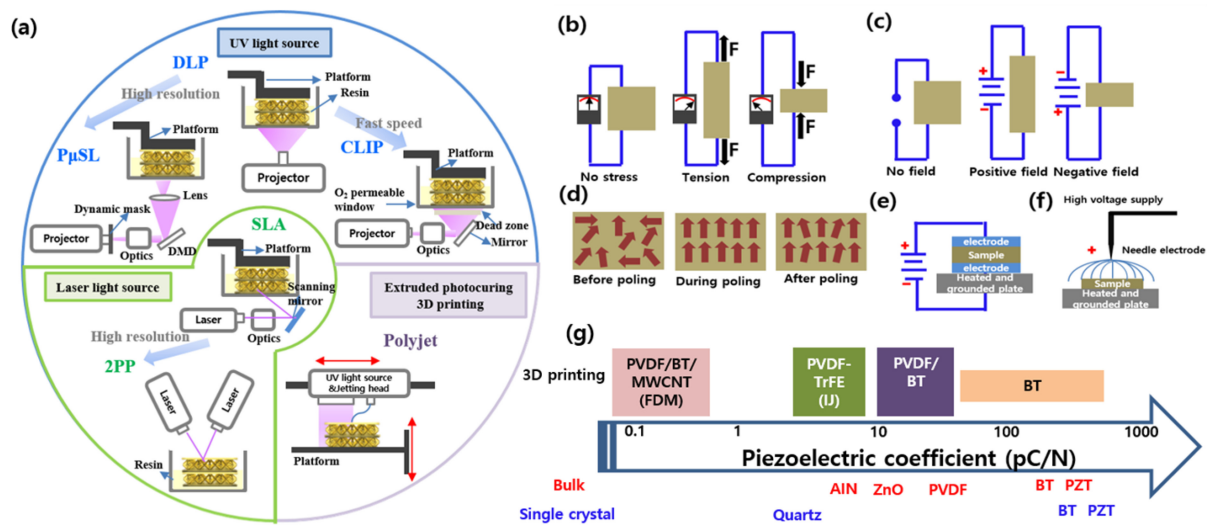 (a)
UV light source
DLP
High resolution
Platform
Resin
Fast speed
CLIP
PμSL
Platform
Lens
Dynamic mask
Projector
Optics
DMD
Projector
Platform
O₂ permeable
window
Dead zone
Projector
Optics
Mirror
SLA
Platform
Scanning
mirror
Laser
Optics
Laser light source
High resolution
2PP
Laser
Laser
Resin
Extruded photocuring
3D printing
Polyjet
UV light source
&Jetting head
Platform
(b)
F
F
F
F
No stress
Tension
Compression
(c)
+
−
−
+
No field
Positive field
Negative field
(d)
Before poling
During poling
After poling
(e)
+
−
electrode
Sample
electrode
Heated and
grounded plate
(f)
High voltage supply
+
Needle electrode
Sample
Heated and
grounded plate
(g)
3D printing
PVDF/BT/
MWCNT
(FDM)
PVDF-
TrFE
(IJ)
PVDF/
BT
BT
0.1 1 10 100 1000
Piezoelectric coefficient (pC/N)
Bulk AlN ZnO PVDF BT PZT
Single crystal Quartz BT PZT